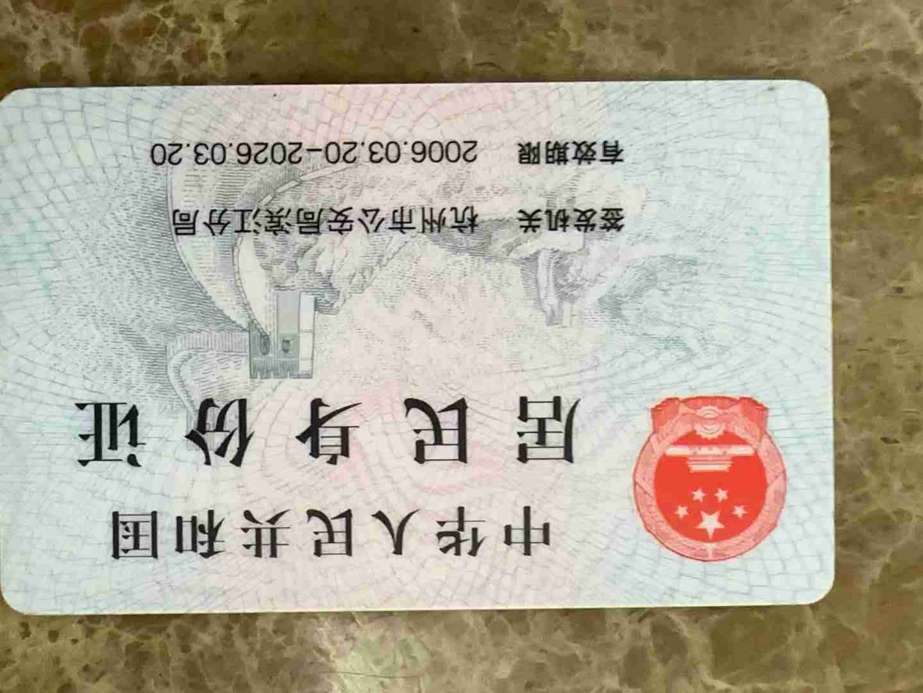 中华人民共和国
居民身份证
签发机关 杭州市公安局滨江分局
有效期限 2006.03.20-2026.03.20